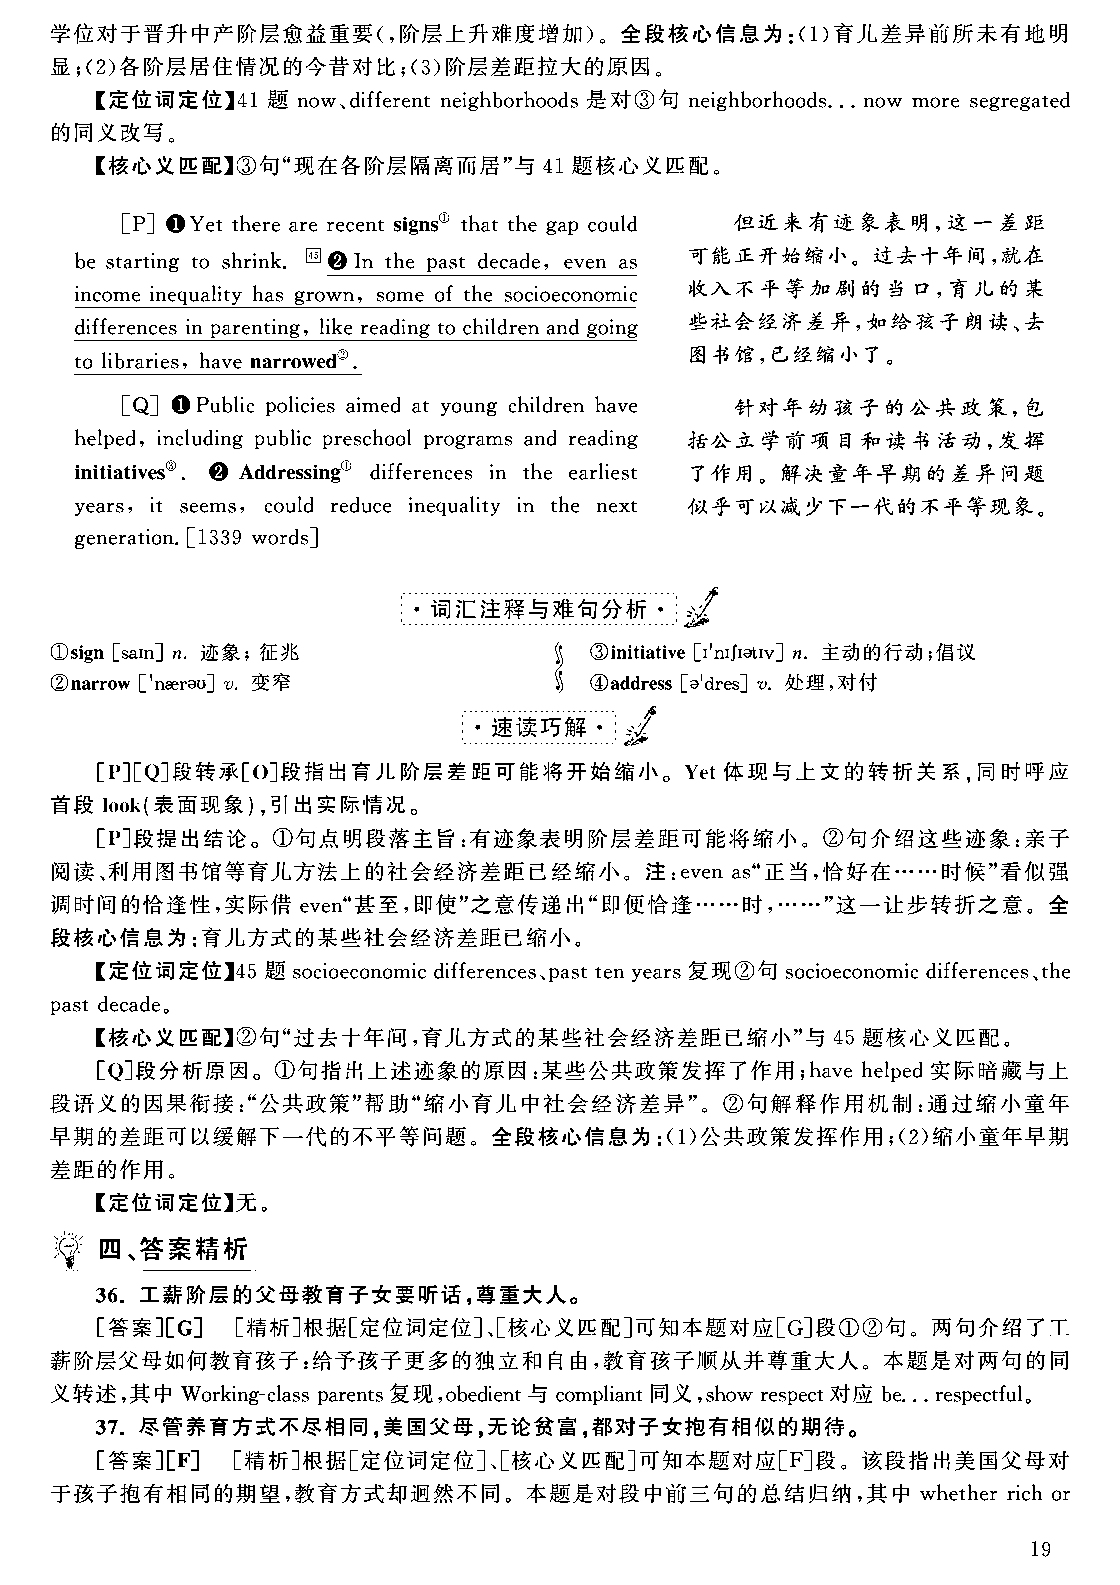 学位对于晋升中产阶层愈益重要(,阶层上升难度增加)。全段核心信息为:(1)育儿差异前所未有地明
显;(2)各阶层居住情况的今昔对比;(3)阶层差距拉大的原因。
【定位词定位】41 题 now、different neighborhoods 是对③句 neighborhoods... now more segregated
的同义改写。
【核心义匹配】③句“现在各阶层隔离而居”与 41 题核心义匹配。
[P] ❶Yet there are recent signs① that the gap could
be starting to shrink. 45 ❷In the past decade, even as
income inequality has grown, some of the socioeconomic
differences in parenting, like reading to children and going
to libraries, have narrowed②.
但近来有迹象表明,这一差距
可能正开始缩小。过去十年间,就在
收入不平等加剧的当口,育儿的某
些社会经济差异,如给孩子朗读、去
图书馆,已经缩小了。
[Q] ❶Public policies aimed at young children have
helped, including public preschool programs and reading
initiatives③. ❷ Addressing① differences in the earliest
years, it seems, could reduce inequality in the next
generation. [1339 words]
针对年幼孩子的公共政策,包
括公立学前项目和读书活动,发挥
了作用。解决童年早期的差异问题
似乎可以减少下一代的不平等现象。
·词汇注释与难句分析·
①sign [saɪn] n. 迹象；征兆
②narrow [ˈnærəʊ] v. 变窄
③initiative [ɪˈnɪʃɪətɪv] n. 主动的行动;倡议
④address [əˈdres] v. 处理,对付
·速读巧解·
[P][Q]段转承[O]段指出育儿阶层差距可能将开始缩小。Yet 体现与上文的转折关系,同时呼应
首段 look(表面现象),引出实际情况。
[P]段提出结论。①句点明段落主旨:有迹象表明阶层差距可能将缩小。②句介绍这些迹象:亲子
阅读、利用图书馆等育儿方法上的社会经济差距已经缩小。注:even as“正当,恰好在……时候”看似强
调时间的恰逢性,实际借 even“甚至,即使”之意传递出“即便恰逢……时,……”这一让步转折之意。全
段核心信息为:育儿方式的某些社会经济差距已缩小。
【定位词定位】45 题 socioeconomic differences、past ten years 复现②句 socioeconomic differences、the
past decade。
【核心义匹配】②句“过去十年间,育儿方式的某些社会经济差距已缩小”与 45 题核心义匹配。
[Q]段分析原因。①句指出上述迹象的原因:某些公共政策发挥了作用;have helped 实际暗藏与上
段语义的因果衔接:“公共政策”帮助“缩小育儿中社会经济差异”。②句解释作用机制:通过缩小童年
早期的差距可以缓解下一代的不平等问题。全段核心信息为:(1)公共政策发挥作用;(2)缩小童年早期
差距的作用。
【定位词定位】无。
四、答案精析
36. 工薪阶层的父母教育子女要听话,尊重大人。
[答案][G] [精析]根据[定位词定位]、[核心义匹配]可知本题对应[G]段①②句。两句介绍了工
薪阶层父母如何教育孩子:给予孩子更多的独立和自由,教育孩子顺从并尊重大人。本题是对两句的同
义转述,其中 Working-class parents 复现,obedient 与 compliant 同义,show respect 对应 be... respectful。
37. 尽管养育方式不尽相同,美国父母,无论贫富,都对子女抱有相似的期待。
[答案][F] [精析]根据[定位词定位]、[核心义匹配]可知本题对应[F]段。该段指出美国父母对
于孩子抱有相同的期望,教育方式却迥然不同。本题是对段中前三句的总结归纳,其中 whether rich or
19